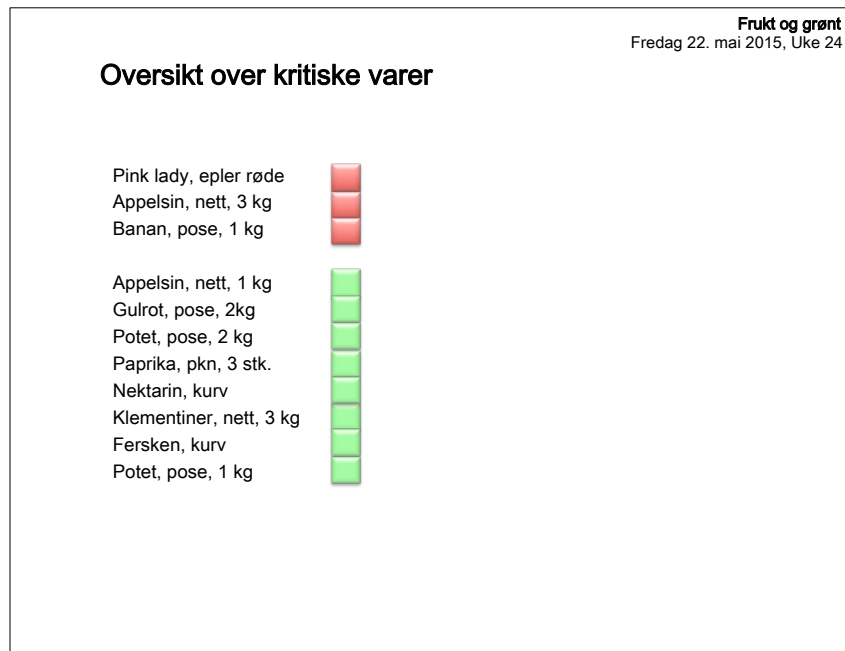 Frukt og grønt
Fredag 22. mai 2015, Uke 24
Oversikt over kritiske varer
Pink lady, epler røde
Appelsin, nett, 3 kg
Banan, pose, 1 kg
Appelsin, nett, 1 kg
Gulrot, pose, 2kg
Potet, pose, 2 kg
Paprika, pkn, 3 stk.
Nektarin, kurv
Klementiner, nett, 3 kg
Fersken, kurv
Potet, pose, 1 kg